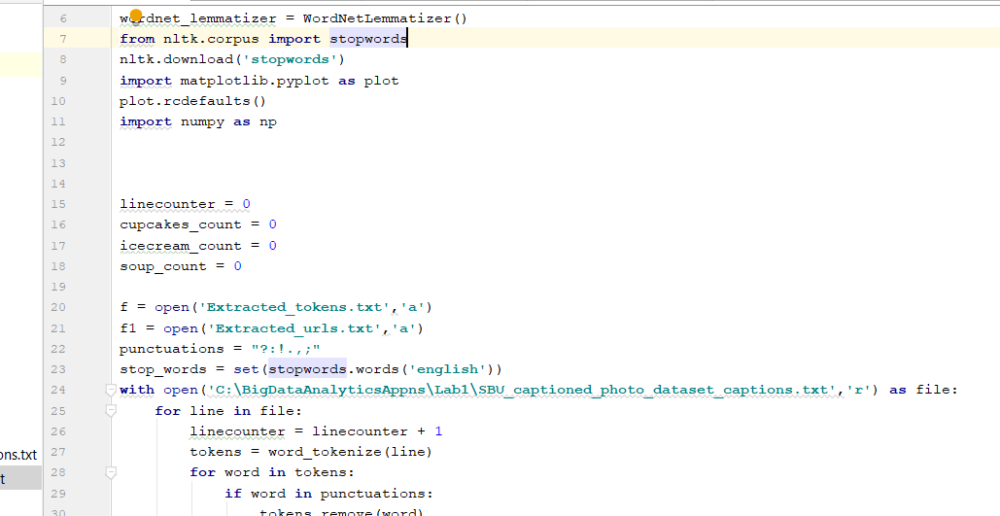 6 wordnet_lemmatizer = WordNetLemmatizer()
7 from nltk.corpus import stopwords
8 nltk.download('stopwords')
9 import matplotlib.pyplot as plot
10 plot.rcdefaults()
11 import numpy as np
12
13
14
15 linecounter = 0
16 cupcakes_count = 0
17 icecream_count = 0
18 soup_count = 0
19
20 f = open('Extracted_tokens.txt','a')
21 f1 = open('Extracted_urls.txt','a')
22 punctuations = "?:!.,;"
23 stop_words = set(stopwords.words('english'))
24 with open('C:\BigDataAnalyticsAppns\Lab1\SBU_captioned_photo_dataset_captions.txt','r') as file:
25 for line in file:
26 linecounter = linecounter + 1
ons.txt 27 tokens = word_tokenize(line)
t 28 for word in tokens:
29 if word in punctuations:
30 tokens.remove(word)